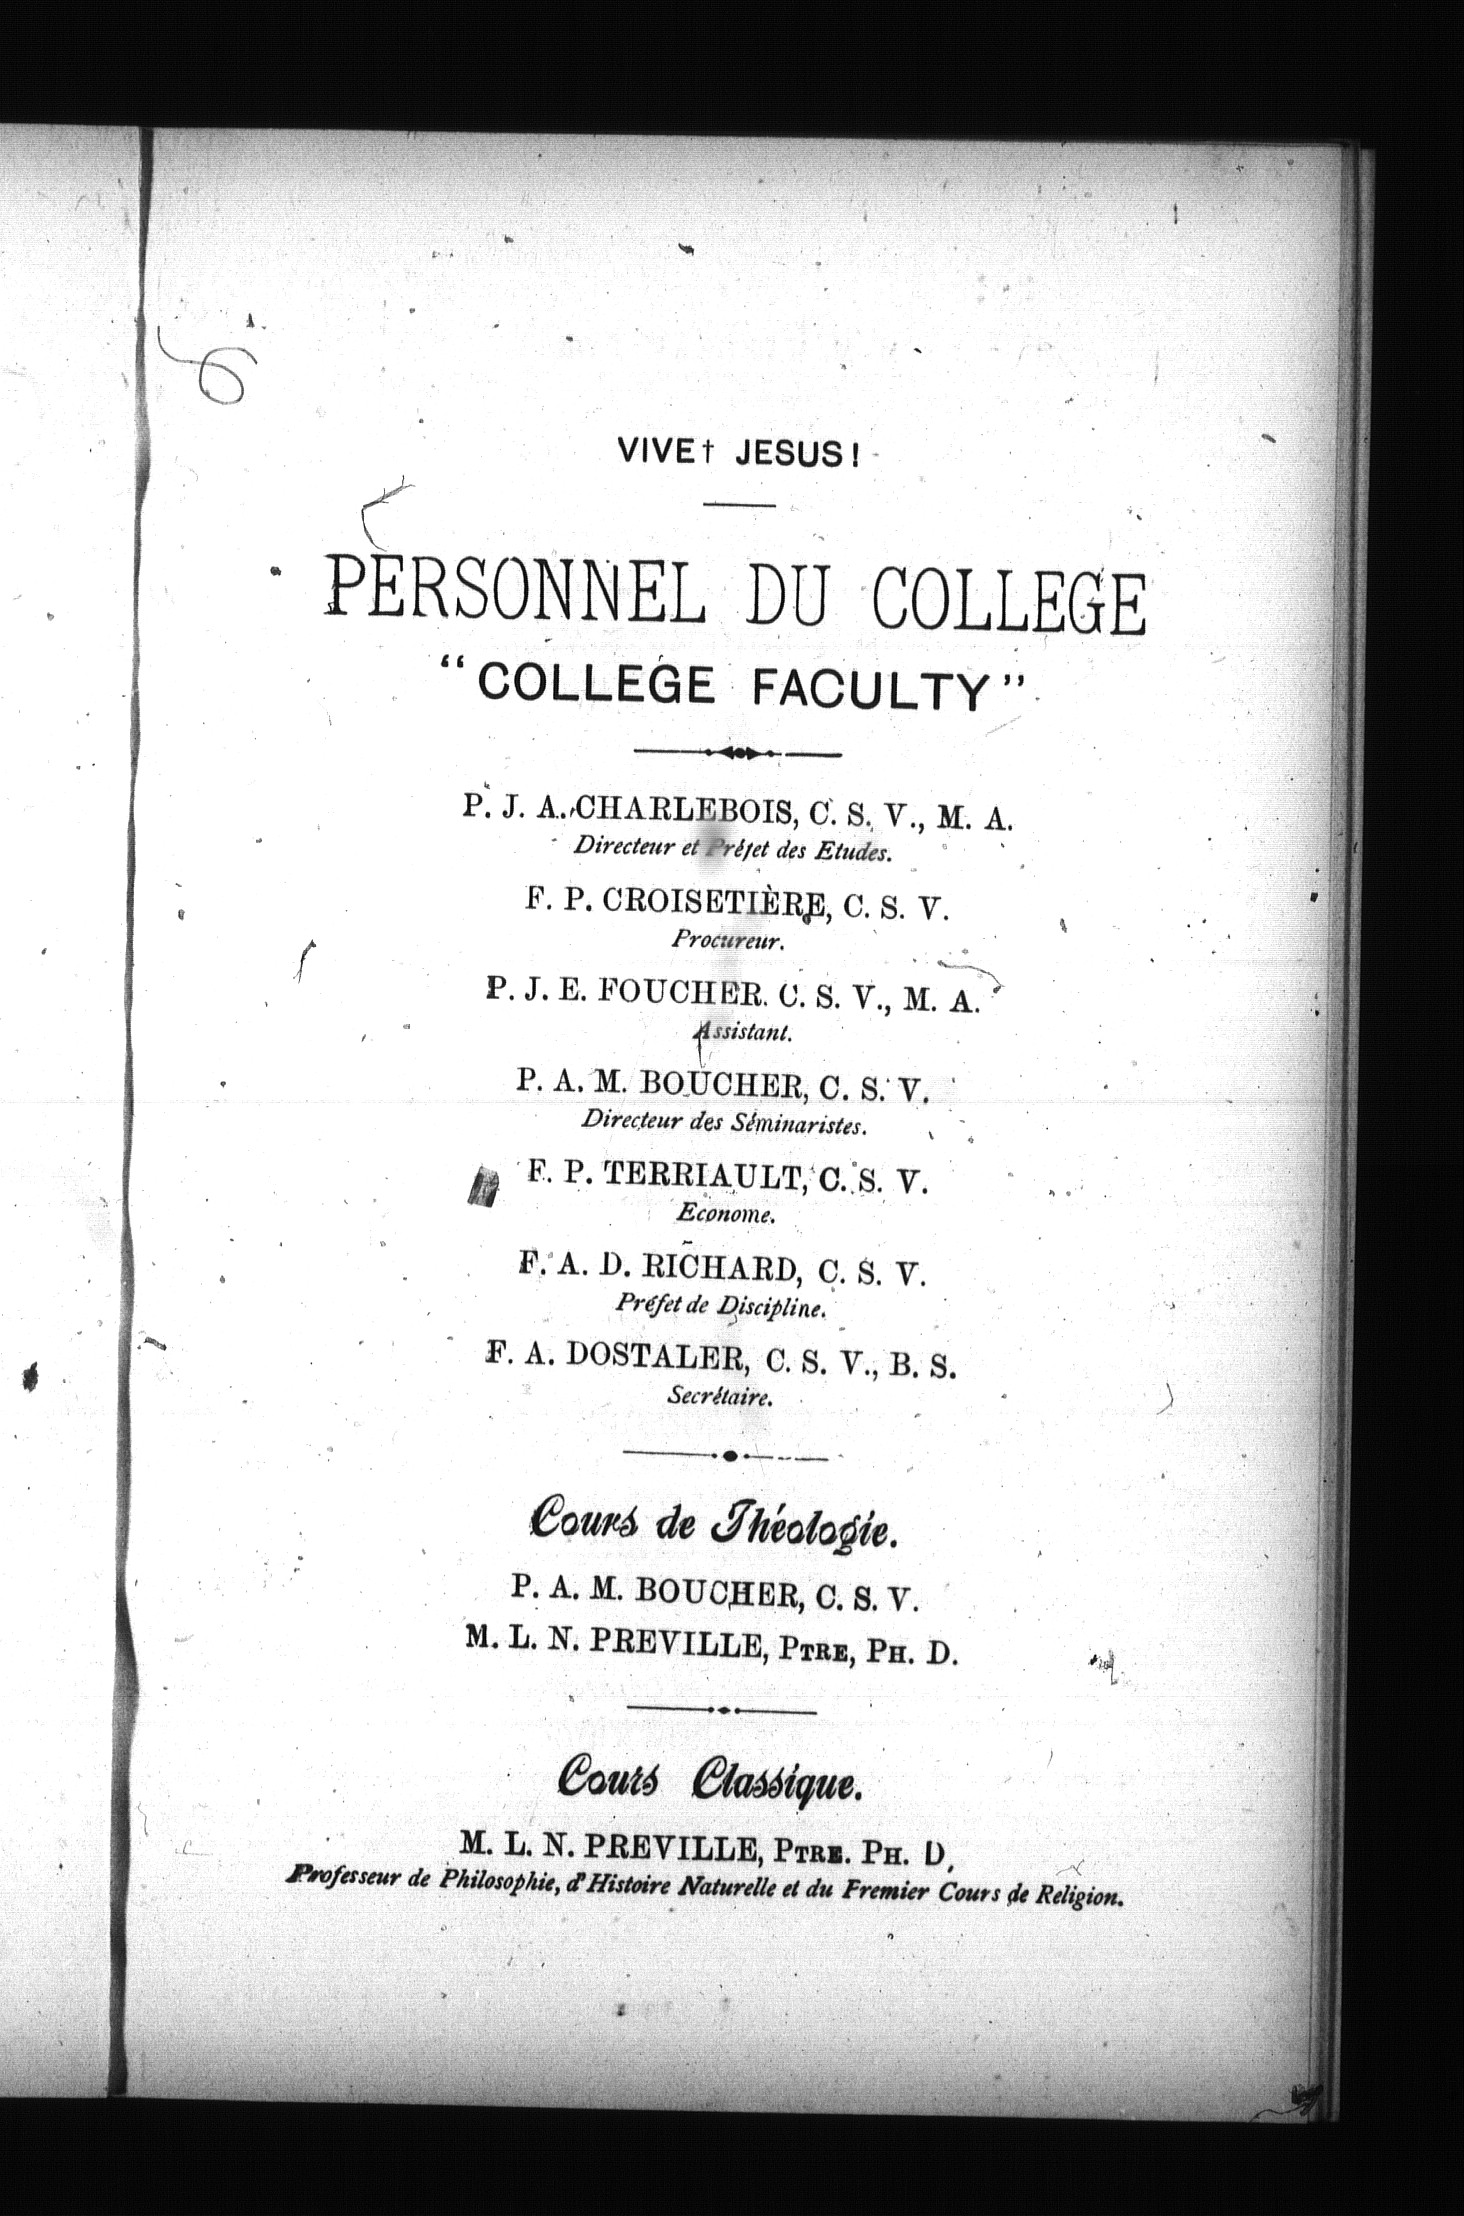 VIVE† JESUS!
PERSONNEL DU COLLEGE
“COLLEGE FACULTY”
P. J. A. CHARLEBOIS, C. S. V., M. A.
Directeur et Préfet des Etudes.
F. P. CROISETIÈRE, C. S. V.
Procureur.
P. J. E. FOUCHER. C. S. V., M. A.
Assistant.
P. A. M. BOUCHER, C. S. V.
Directeur des Séminaristes.
F. P. TERRIAULT, C. S. V.
Econome.
F. A. D. RICHARD, C. S. V.
Préfet de Discipline.
F. A. DOSTALER, C. S. V., B. S.
Secrétaire.
Cours de Théologie.
P. A. M. BOUCHER, C. S. V.
M. L. N. PREVILLE, PTRE, PH. D.
Cours Classique.
M. L. N. PREVILLE, PTRE. PH. D,
Professeur de Philosophie, d'Histoire Naturelle et du Premier Cours de Religion.